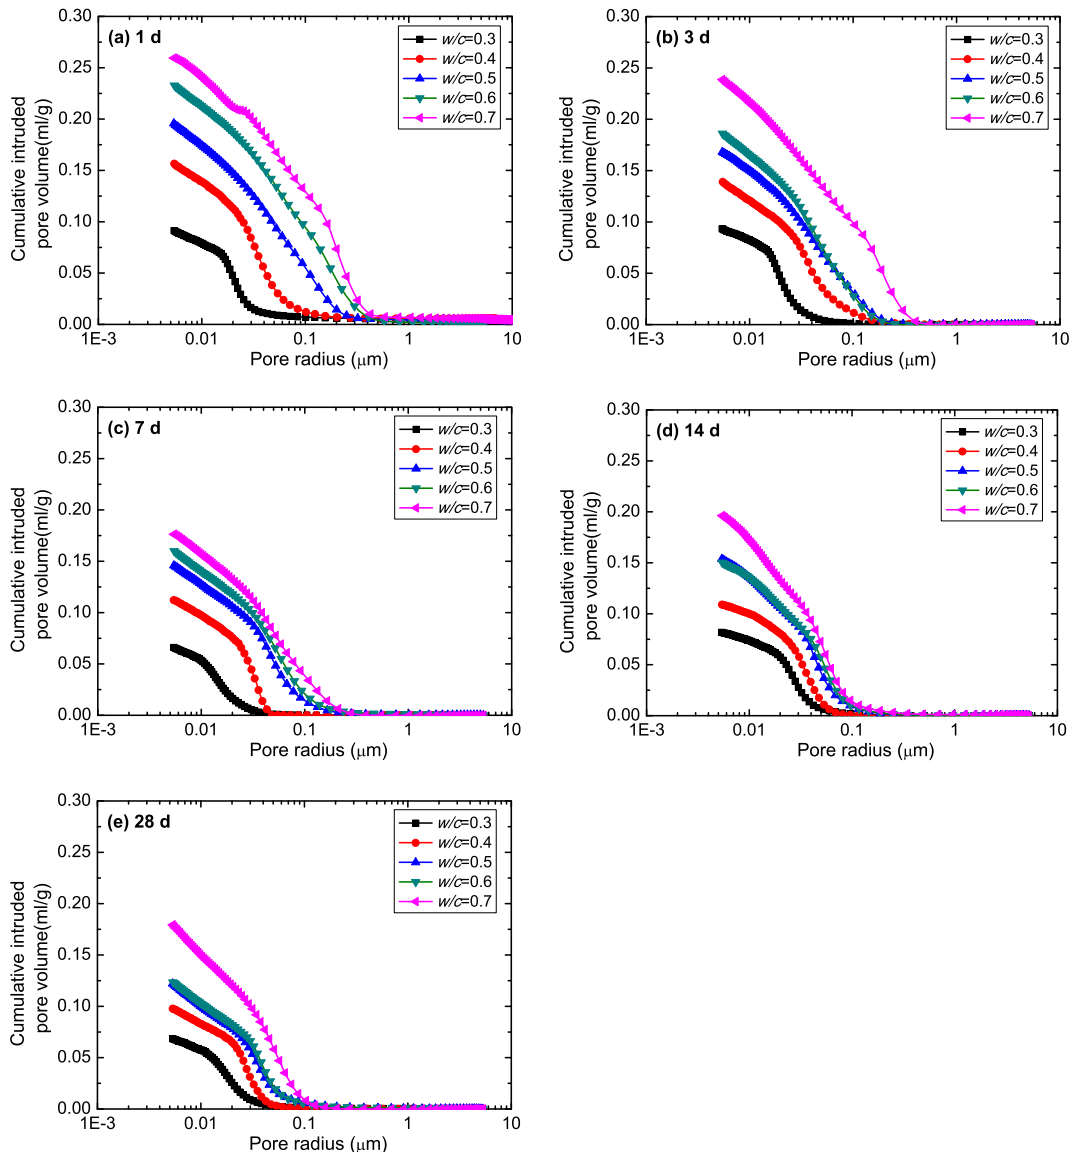 (a) 1 d
w/c=0.3
w/c=0.4
w/c=0.5
w/c=0.6
w/c=0.7
0.30
0.25
0.20
0.15
0.10
0.05
0.00
1E-3
0.01
0.1
1
10
Cumulative intruded
pore volume(ml/g)
Pore radius (μm)
(b) 3 d
w/c=0.3
w/c=0.4
w/c=0.5
w/c=0.6
w/c=0.7
0.30
0.25
0.20
0.15
0.10
0.05
0.00
1E-3
0.01
0.1
1
10
Cumulative intruded
pore volume(ml/g)
Pore radius (μm)
(c) 7 d
w/c=0.3
w/c=0.4
w/c=0.5
w/c=0.6
w/c=0.7
0.30
0.25
0.20
0.15
0.10
0.05
0.00
1E-3
0.01
0.1
1
10
Cumulative intruded
pore volume(ml/g)
Pore radius (μm)
(d) 14 d
w/c=0.3
w/c=0.4
w/c=0.5
w/c=0.6
w/c=0.7
0.30
0.25
0.20
0.15
0.10
0.05
0.00
1E-3
0.01
0.1
1
10
Cumulative intruded
pore volume(ml/g)
Pore radius (μm)
(e) 28 d
w/c=0.3
w/c=0.4
w/c=0.5
w/c=0.6
w/c=0.7
0.30
0.25
0.20
0.15
0.10
0.05
0.00
1E-3
0.01
0.1
1
10
Cumulative intruded
pore volume(ml/g)
Pore radius (μm)